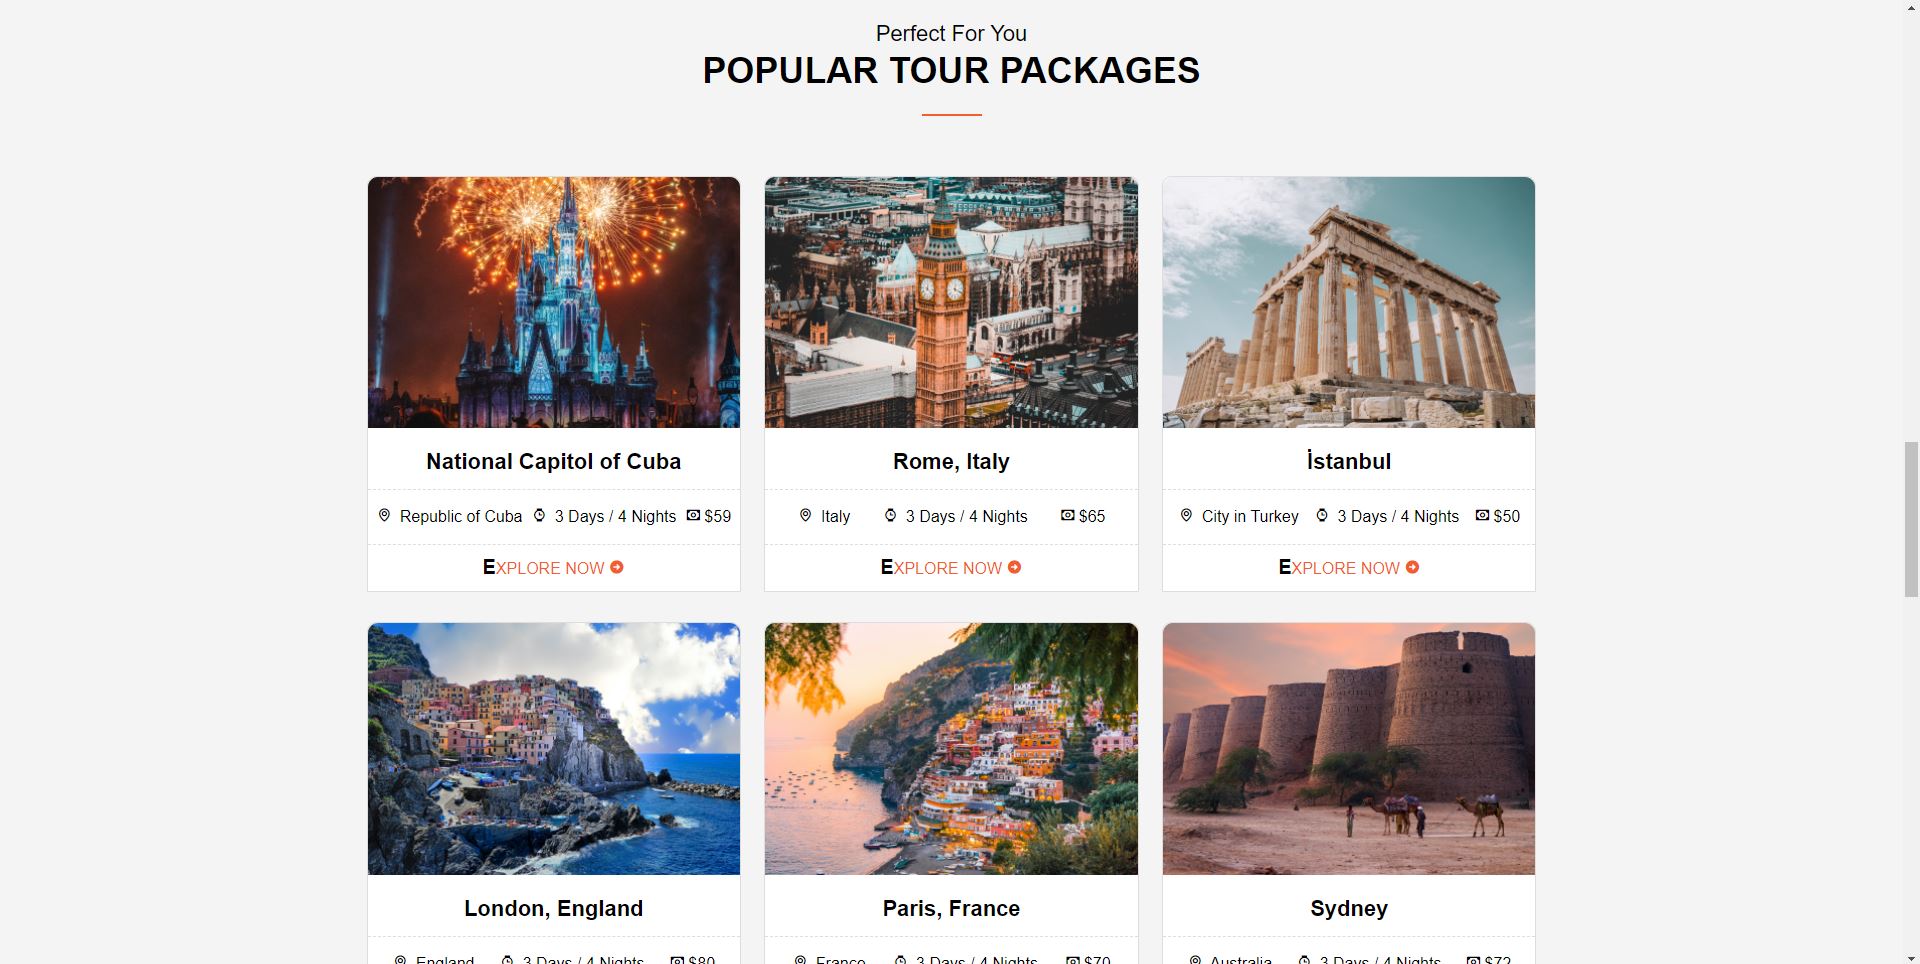 Perfect For You
POPULAR TOUR PACKAGES
National Capitol of Cuba
Republic of Cuba 3 Days / 4 Nights $59
EXPLORE NOW
Rome, Italy
Italy 3 Days / 4 Nights $65
EXPLORE NOW
İstanbul
City in Turkey 3 Days / 4 Nights $50
EXPLORE NOW
London, England
England 3 Days / 4 Nights $80
Paris, France
France 3 Days / 4 Nights $70
Sydney
Australia 3 Days / 4 Nights $72